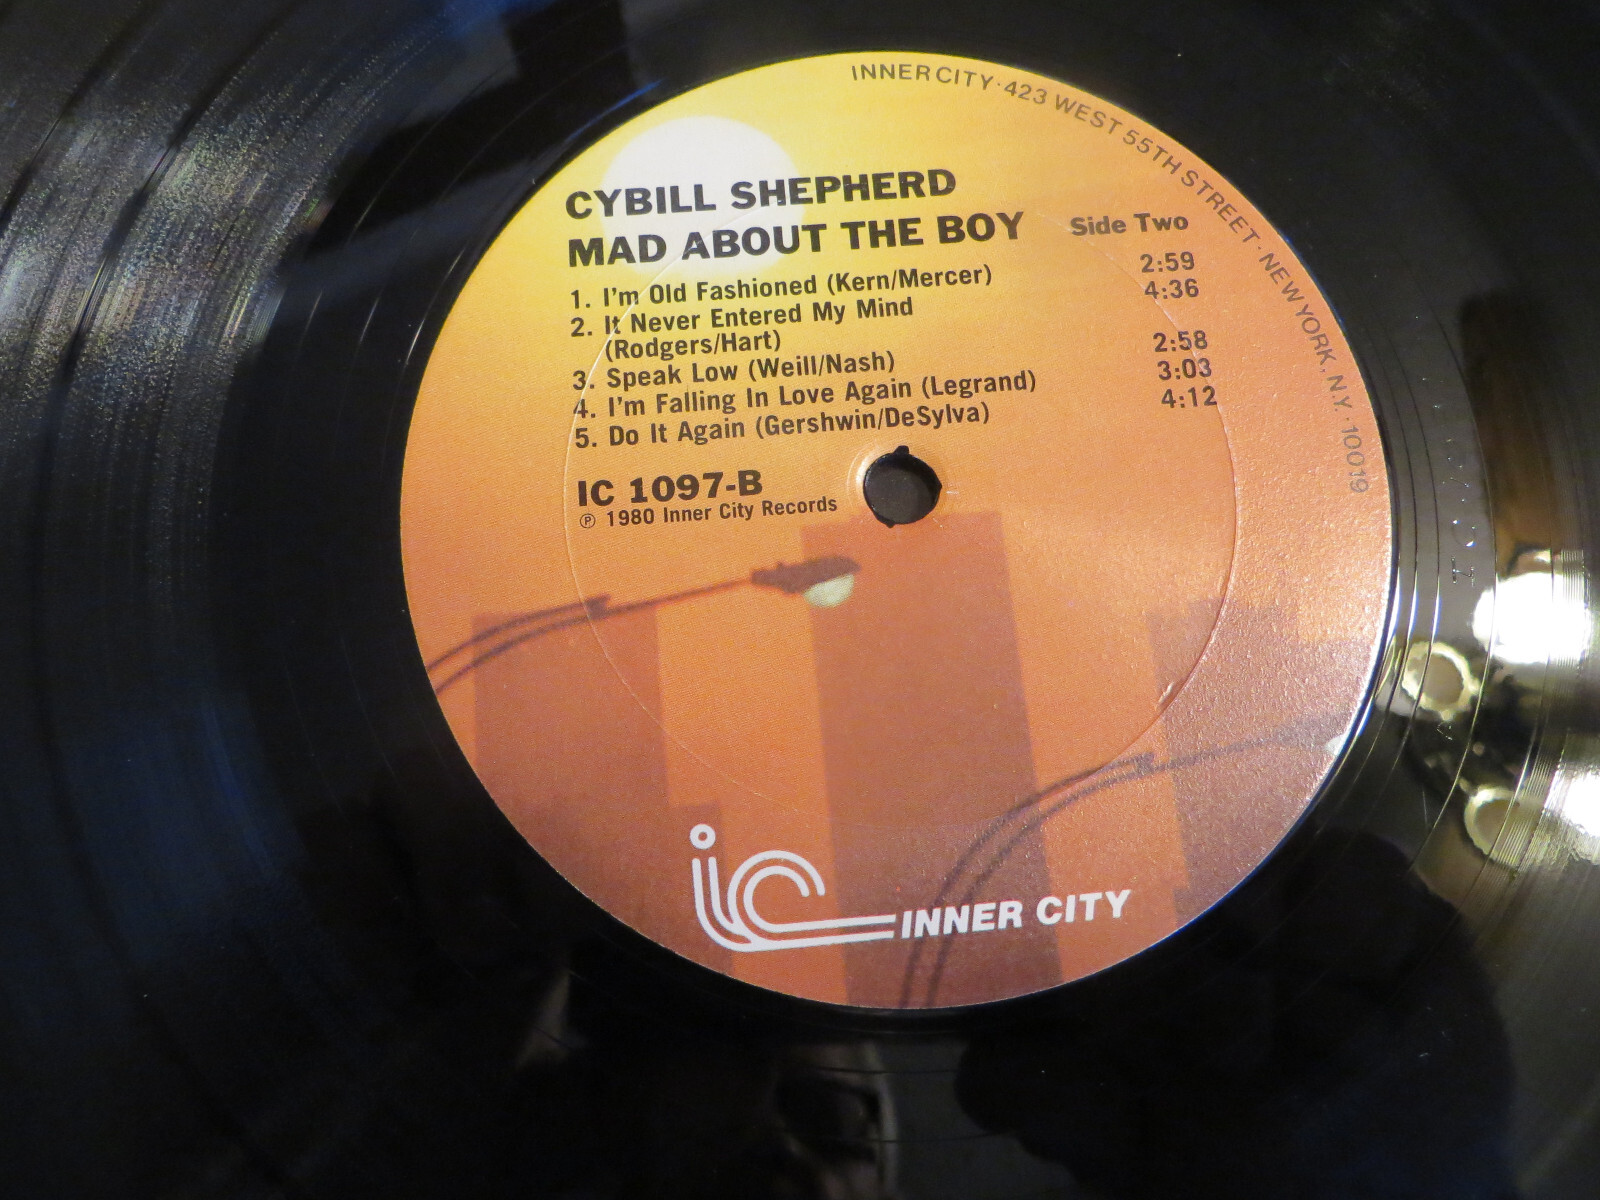 INNER CITY · 423 WEST 55TH STREET · NEW YORK, N.Y. · 10019
CYBILL SHEPHERD
MAD ABOUT THE BOY
Side Two
1. I'm Old Fashioned (Kern/Mercer) 2:59
2. It Never Entered My Mind 4:36
(Rodgers/Hart)
3. Speak Low (Weill/Nash) 2:58
4. I'm Falling In Love Again (Legrand) 3:03
5. Do It Again (Gershwin/DeSylva) 4:12
IC 1097-B
℗ 1980 Inner City Records
ic INNER CITY